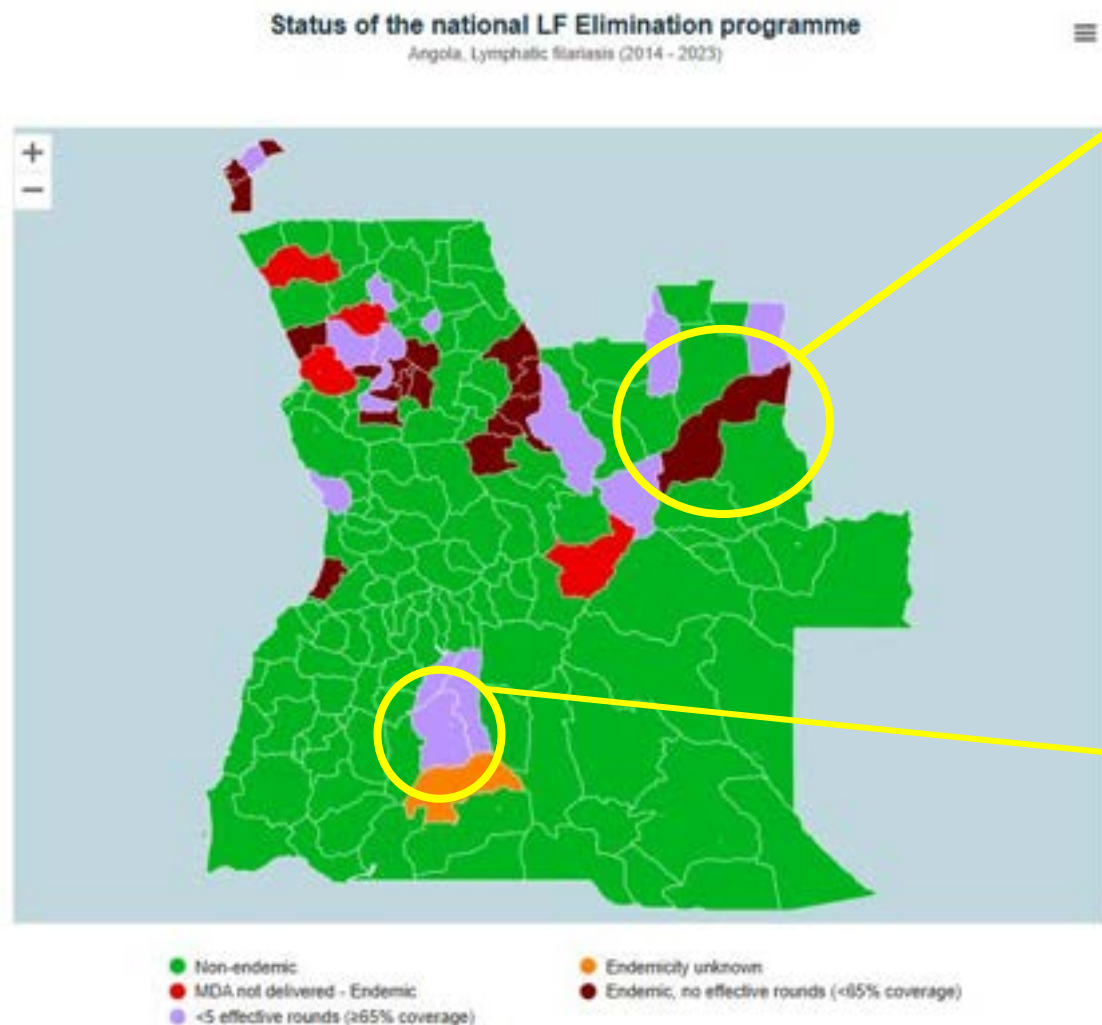 Status of the national LF Elimination programme
Angola, Lymphatic filariasis (2014 - 2023)
+
−
Non-endemic
MDA not delivered - Endemic
<5 effective rounds (≥65% coverage)
Endemicity unknown
Endemic, no effective rounds (<65% coverage)